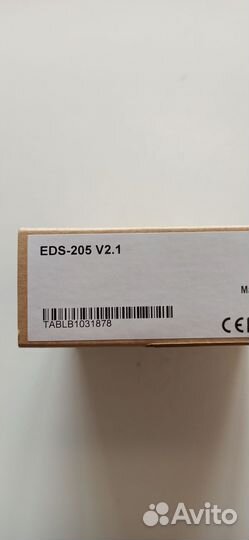 EDS-205 V2.1
M
TABLB1031878
CE
Avito